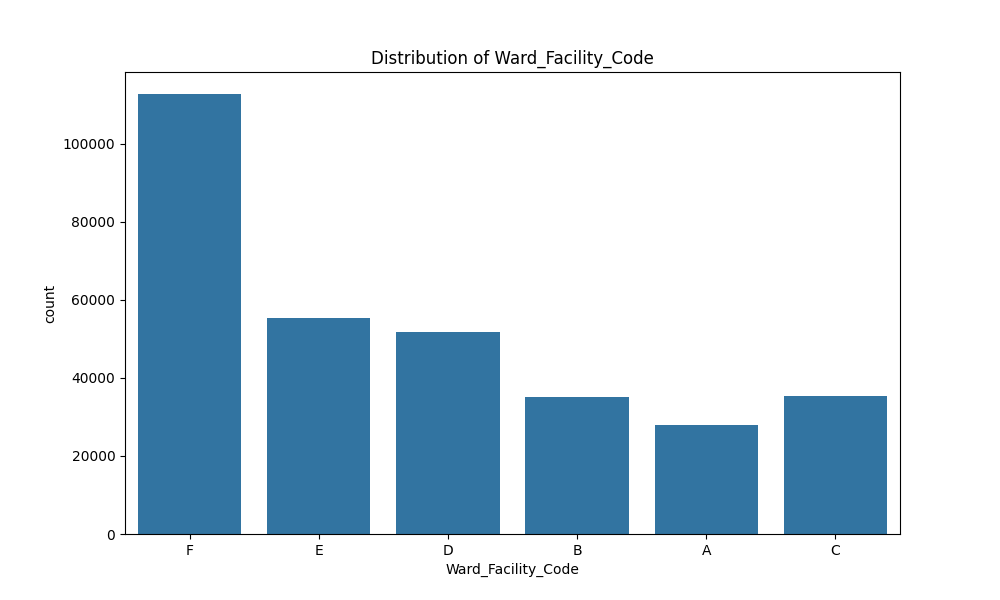 Distribution of Ward_Facility_Code
100000
80000
60000
40000
20000
0
count
F E D B A C
Ward_Facility_Code